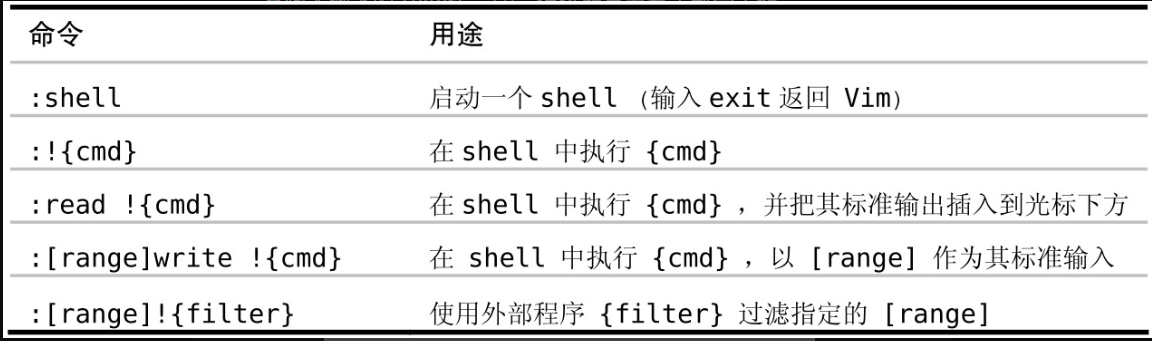 命令 用途
:shell 启动一个 shell (输入 exit 返回 Vim)
:!{cmd} 在 shell 中执行 {cmd}
:read !{cmd} 在 shell 中执行 {cmd} ，并把其标准输出插入到光标下方
:[range]write !{cmd} 在 shell 中执行 {cmd} ，以 [range] 作为其标准输入
:[range]!{filter} 使用外部程序 {filter} 过滤指定的 [range]